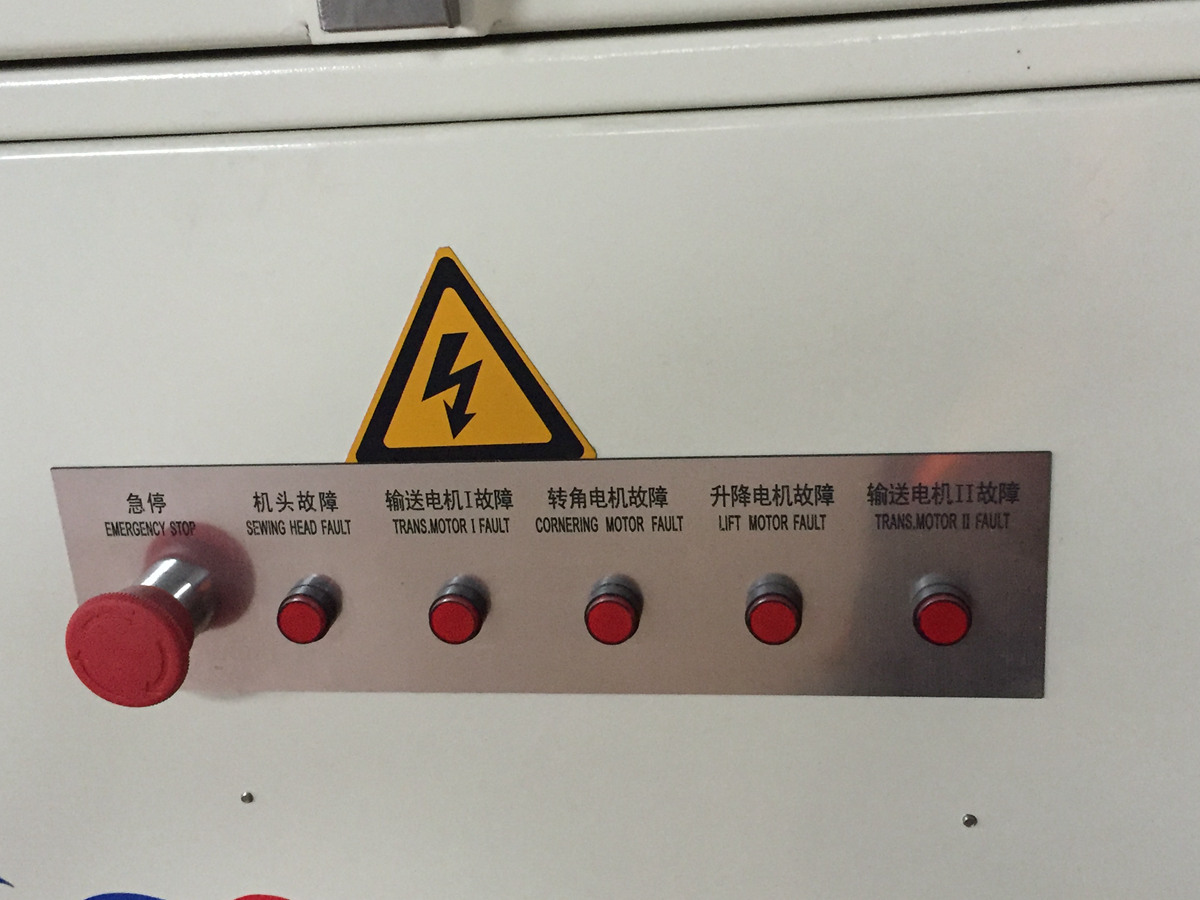 急停
EMERGENCY STOP
机头故障
SEWING HEAD FAULT
输送电机I故障
TRANS.MOTOR I FAULT
转角电机故障
CORNERING MOTOR FAULT
升降电机故障
LIFT MOTOR FAULT
输送电机II故障
TRANS.MOTOR II FAULT